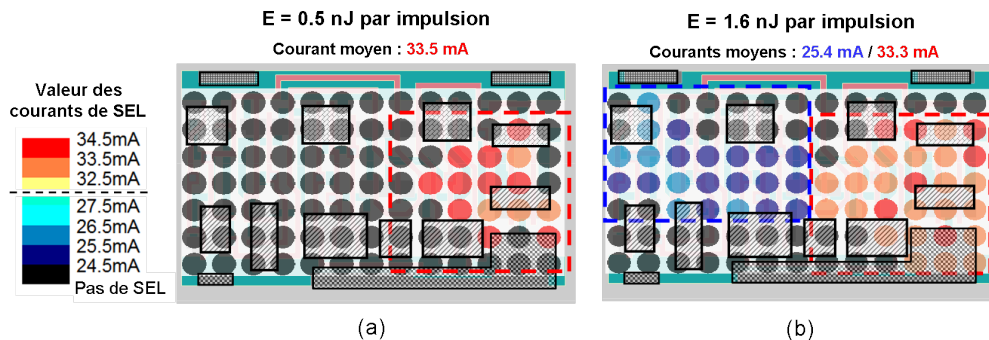 E = 0.5 nJ par impulsion
Courant moyen : 33.5 mA
E = 1.6 nJ par impulsion
Courants moyens : 25.4 mA / 33.3 mA
Valeur des
courants de SEL
34.5mA
33.5mA
32.5mA
27.5mA
26.5mA
25.5mA
24.5mA
Pas de SEL
(a)
(b)